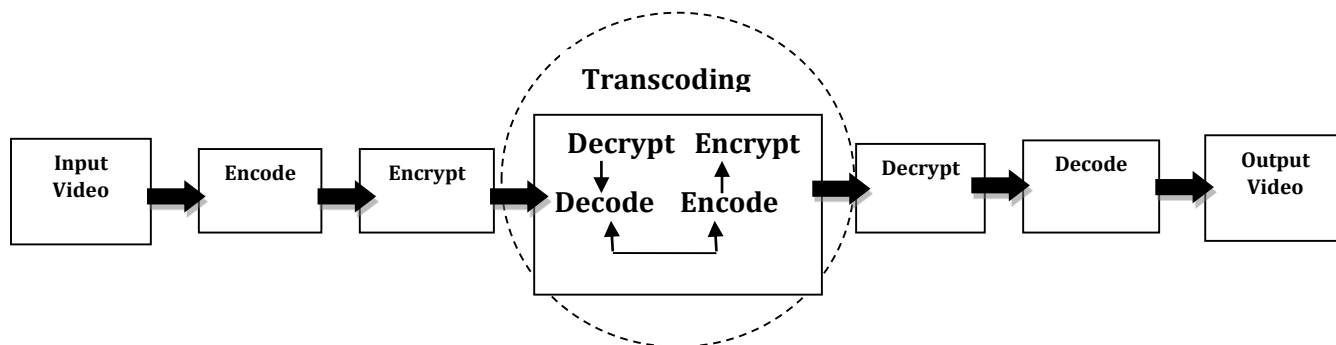 Transcoding
Input
Video
Encode
Encrypt
Decrypt Encrypt
Decode Encode
Decrypt
Decode
Output
Video